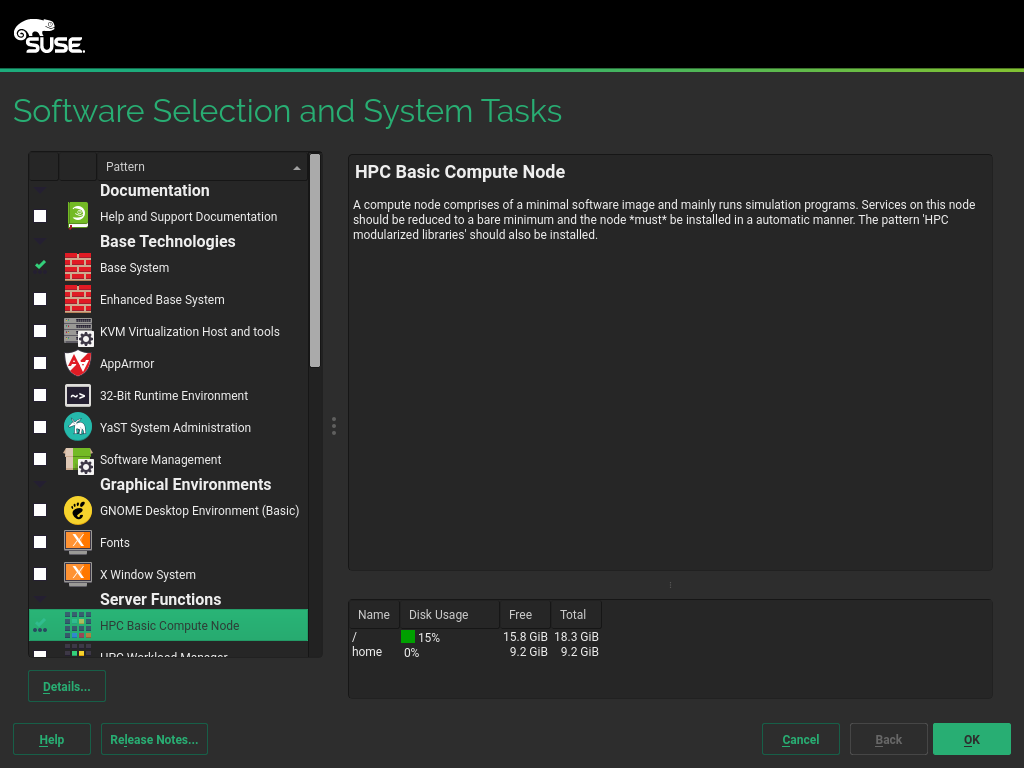 SUSE.
Software Selection and System Tasks
Pattern
Documentation
Help and Support Documentation
Base Technologies
Base System
Enhanced Base System
KVM Virtualization Host and tools
AppArmor
~>
32-Bit Runtime Environment
YaST System Administration
Software Management
Graphical Environments
GNOME Desktop Environment (Basic)
X
Fonts
X
X Window System
Server Functions
HPC Basic Compute Node
HPC Workload Manager
Details...
HPC Basic Compute Node
A compute node comprises of a minimal software image and mainly runs simulation programs. Services on this node
should be reduced to a bare minimum and the node *must* be installed in a automatic manner. The pattern 'HPC
modularized libraries' should also be installed.
Name Disk Usage Free Total
/ 15% 15.8 GiB 18.3 GiB
home 0% 9.2 GiB 9.2 GiB
Help
Release Notes...
Cancel
Back
OK